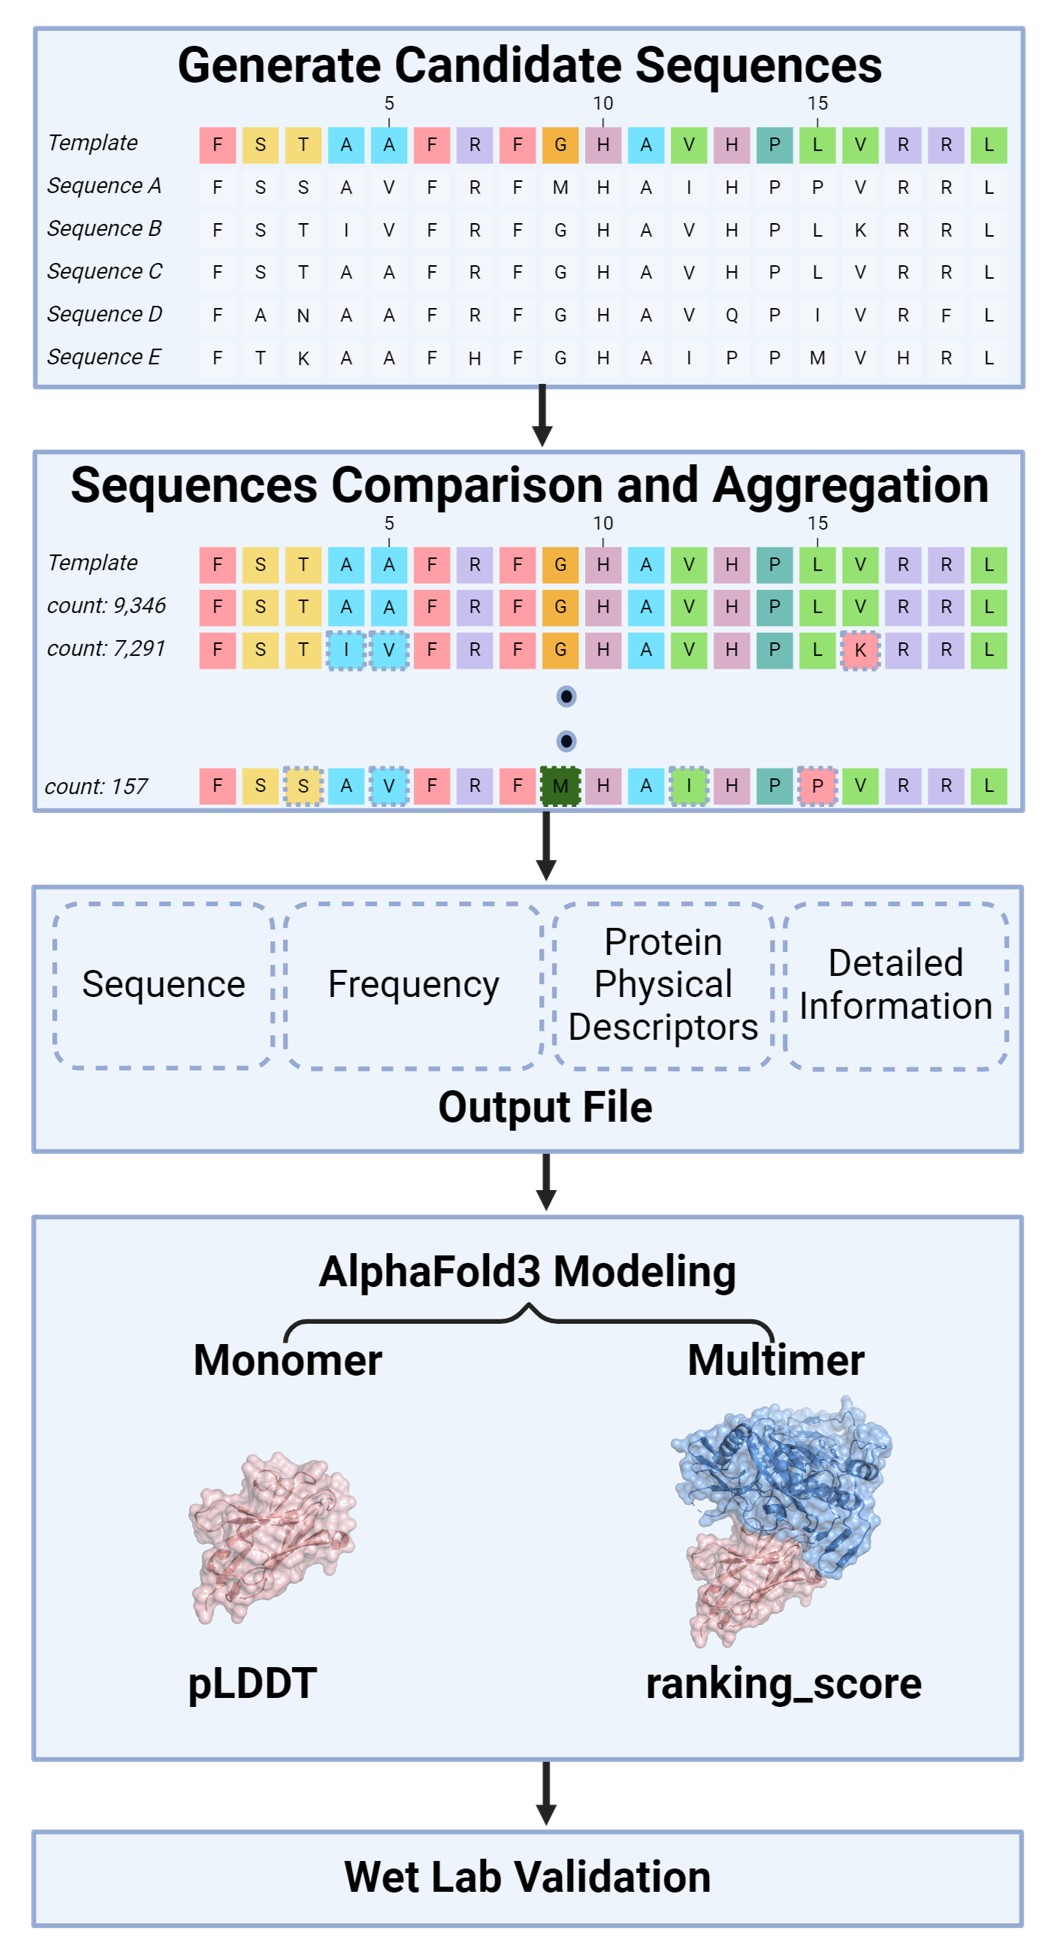 Generate Candidate Sequences
5 10 15
Template F S T A A F R F G H A V H P L V R R L
Sequence A F S S A V F R F M H A I H P P V R R L
Sequence B F S T I V F R F G H A V H P L K R R L
Sequence C F S T A A F R F G H A V H P L V R R L
Sequence D F A N A A F R F G H A V Q P I V R F L
Sequence E F T K A A F H F G H A I P P M V H R L
Sequences Comparison and Aggregation
5 10 15
Template F S T A A F R F G H A V H P L V R R L
count: 9,346 F S T A A F R F G H A V H P L V R R L
count: 7,291 F S T I V F R F G H A V H P L K R R L
count: 157 F S S A V F R F M H A I H P P V R R L
Sequence
Frequency
Protein
Physical
Descriptors
Detailed
Information
Output File
AlphaFold3 Modeling
Monomer
Multimer
pLDDT
ranking_score
Wet Lab Validation